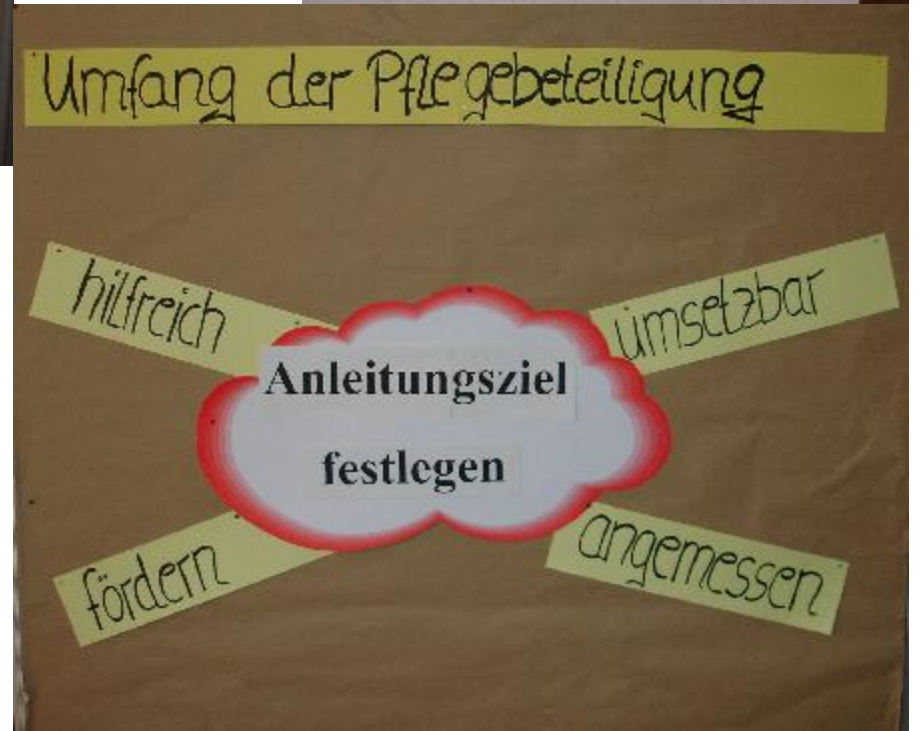 Umfang der Pflegebeteiligung
hilfreich
umsetzbar
Anleitungsziel
festlegen
fördern
angemessen